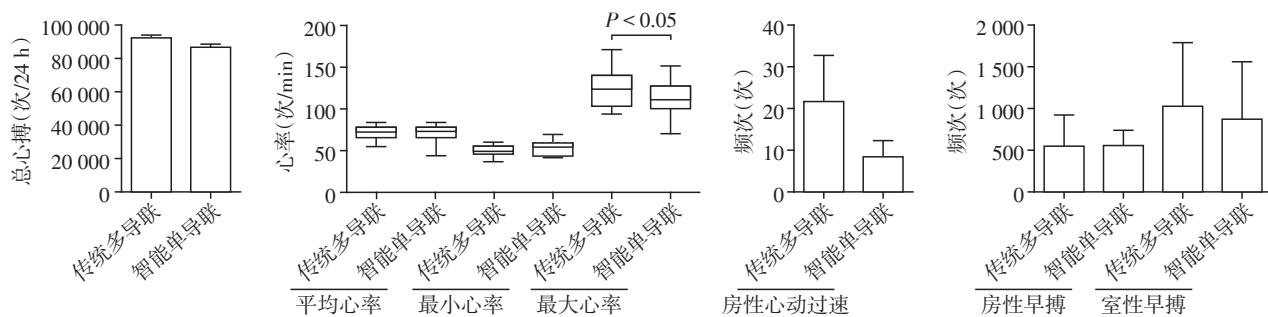 总心搏(次/24 h)
100 000
80 000
60 000
40 000
20 000
0
传统多导联
智能单导联
心率(次/min)
200
150
100
50
0
P < 0.05
传统多导联
智能单导联
传统多导联
智能单导联
传统多导联
智能单导联
平均心率
最小心率
最大心率
频次(次)
40
30
20
10
0
传统多导联
智能单导联
房性心动过速
频次(次)
2 000
1 500
1 000
500
0
传统多导联
智能单导联
传统多导联
智能单导联
房性早搏
室性早搏